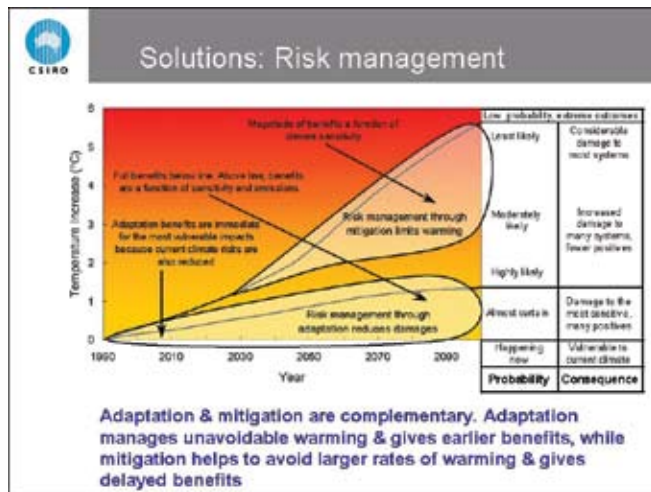 CSIRO
Solutions: Risk management
Low probability, extreme outcomes
Magnitude of benefits a function of
climate sensitivity
Full benefits below line. Above line, benefits
are a function of sensitivity and emissions.
Adaptation benefits are immediate
for the most vulnerable impacts
because current climate risks are
also reduced
Risk management through
mitigation limits warming
Risk management through
adaptation reduces damages
Temperature Increase (°C)
6
5
4
3
2
1
0
1990
2010
2030
2050
2070
2090
Year
Least likely
Considerable
damage to
most systems
Moderately
likely
Increased
damage to
many systems,
fewer positives
Highly likely
Almost certain
Damage to the
most sensitive,
many positives
Happening
now
Vulnerable to
current climate
Probability
Consequence
Adaptation & mitigation are complementary. Adaptation
manages unavoidable warming & gives earlier benefits, while
mitigation helps to avoid larger rates of warming & gives
delayed benefits